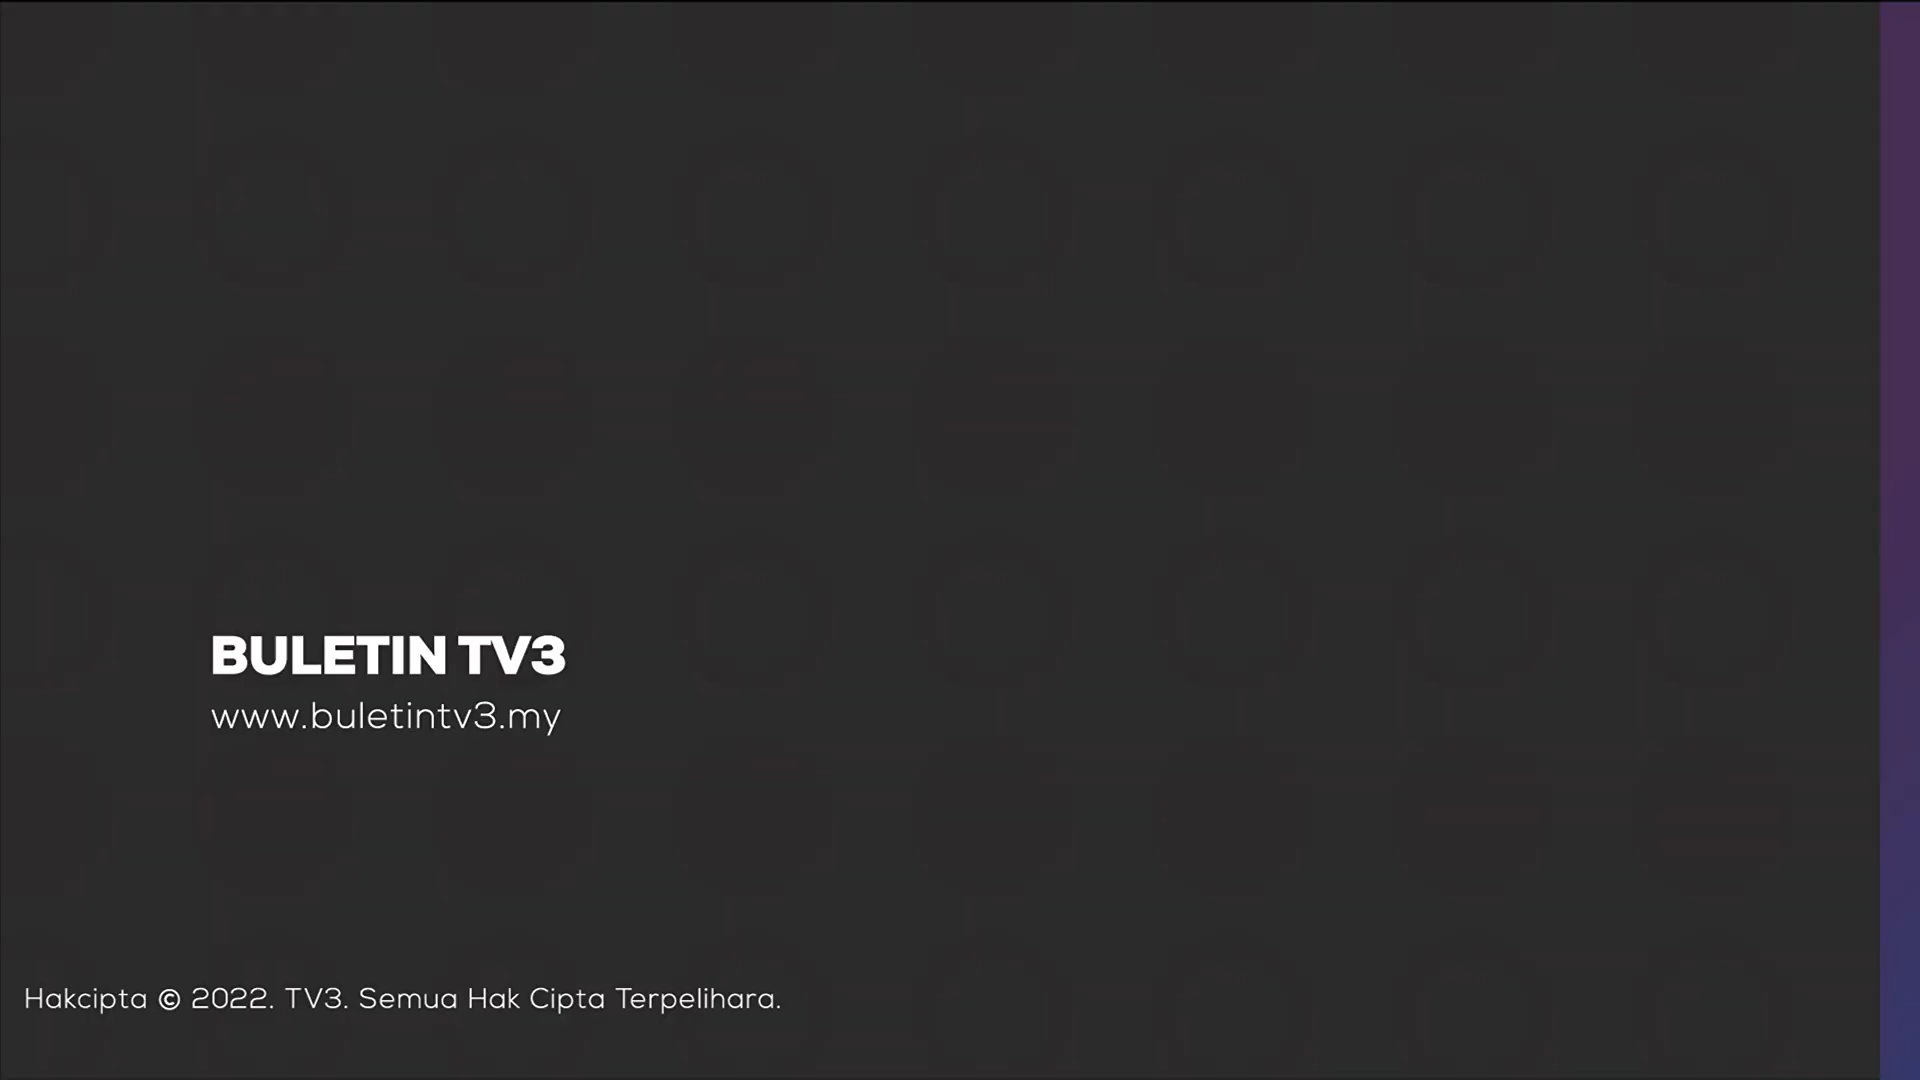 BULETIN TV3
www.buletintv3.my
Hakcipta © 2022. TV3. Semua Hak Cipta Terpelihara.